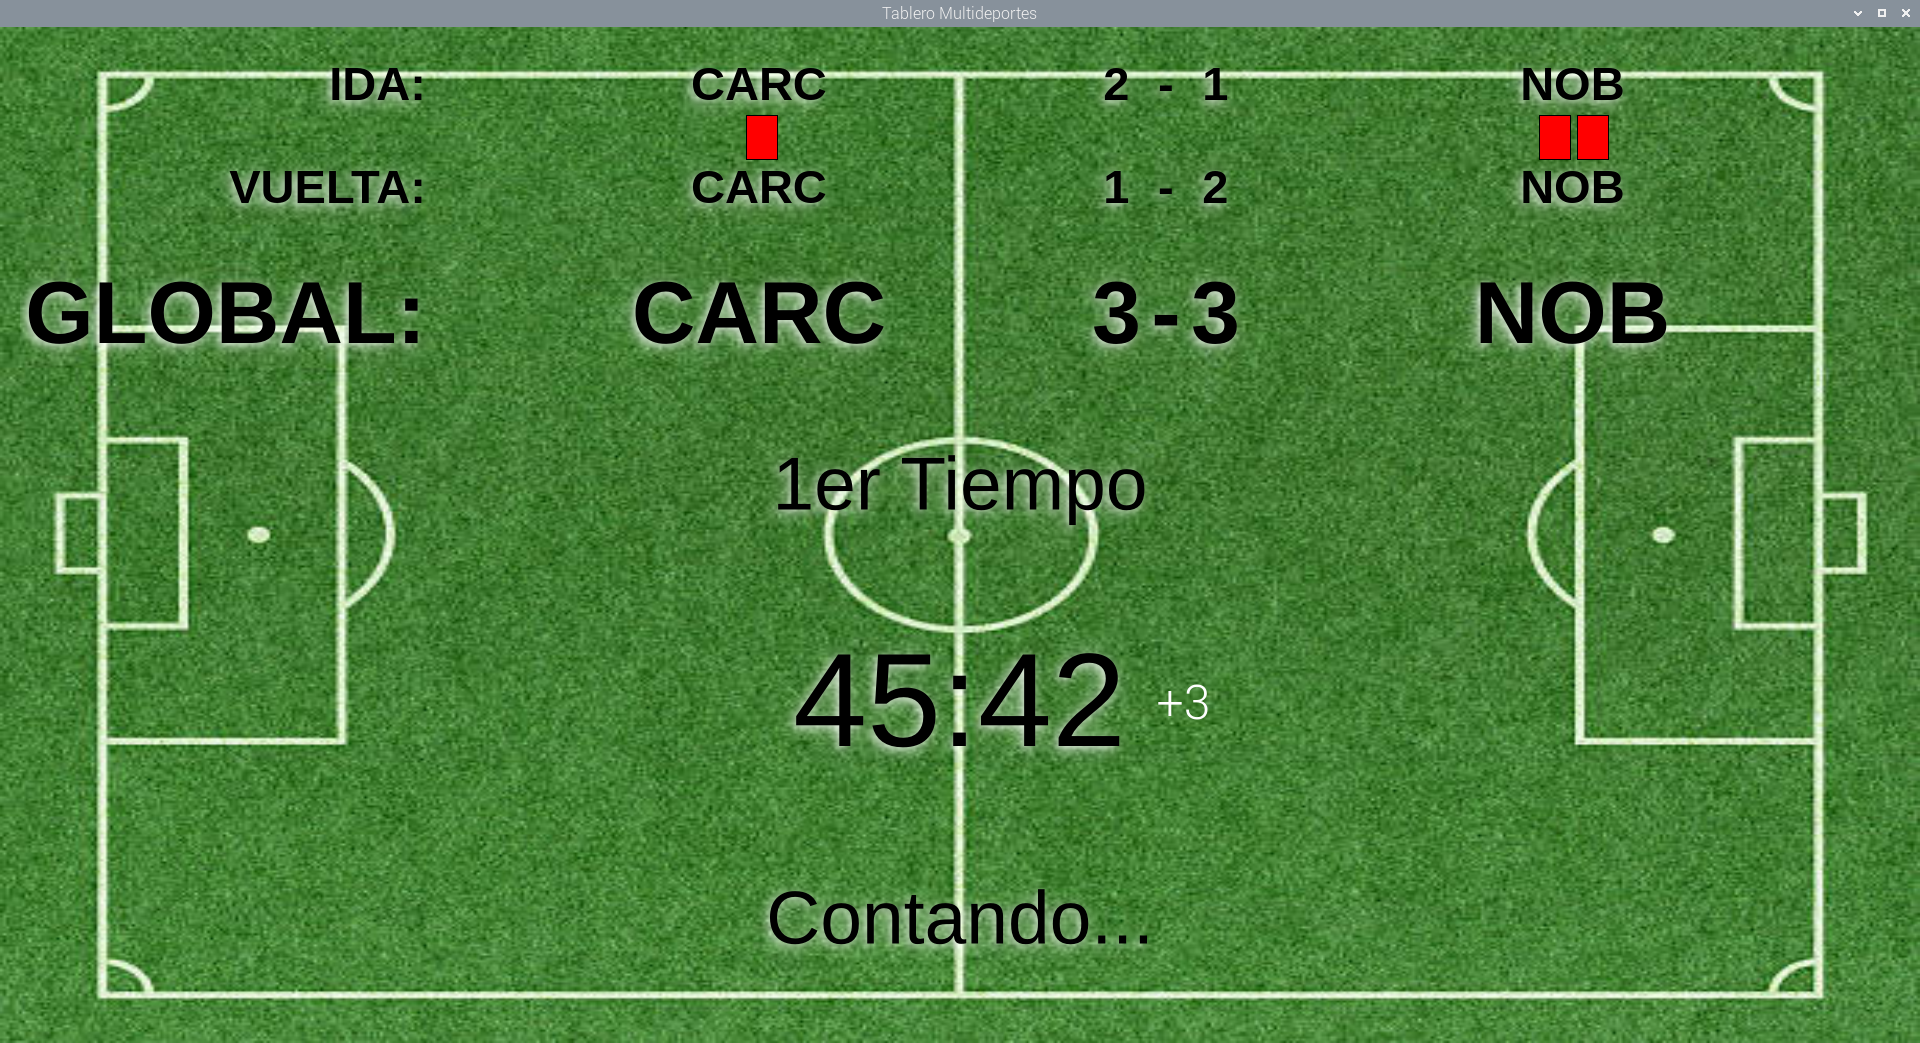 Tablero Multideportes
IDA: CARC 2 - 1 NOB
VUELTA: CARC 1 - 2 NOB
GLOBAL: CARC 3-3 NOB
1er Tiempo
45:42 +3
Contando...